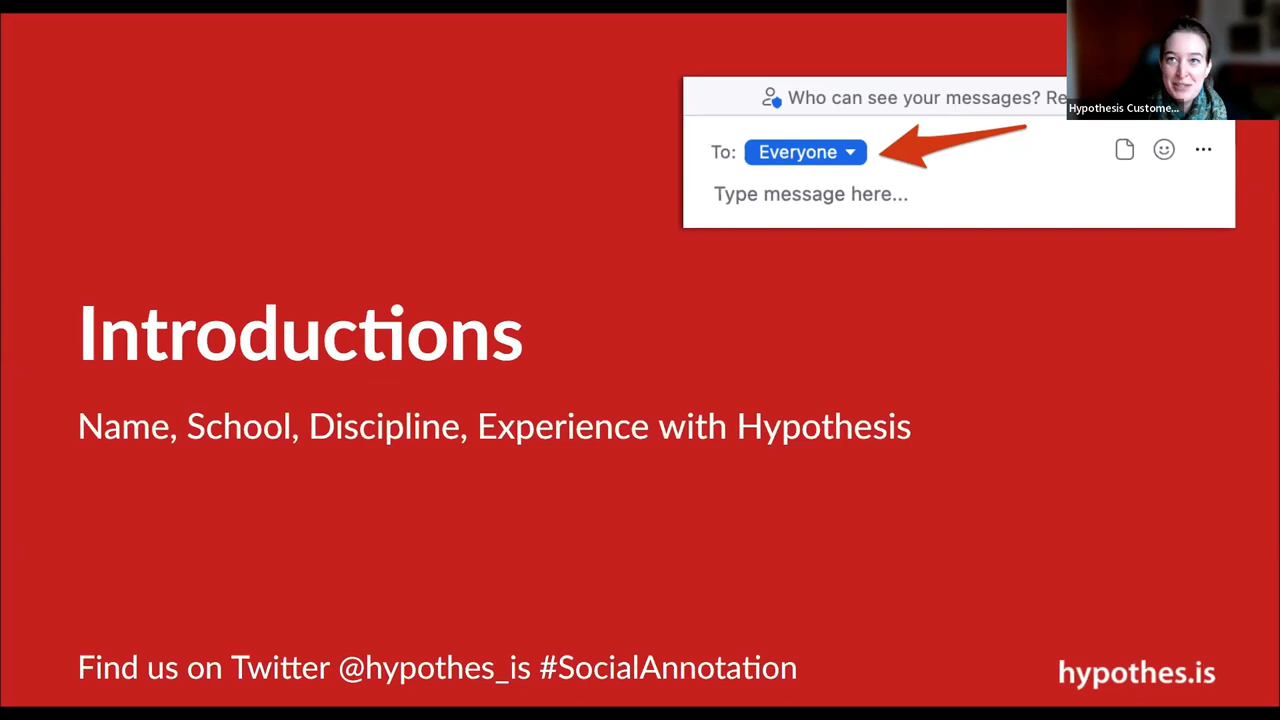 Who can see your messages? Re
Hypothesis Custome...
To: Everyone
Type message here...
Introductions
Name, School, Discipline, Experience with Hypothesis
Find us on Twitter @hypothes_is #SocialAnnotation
hypothes.is